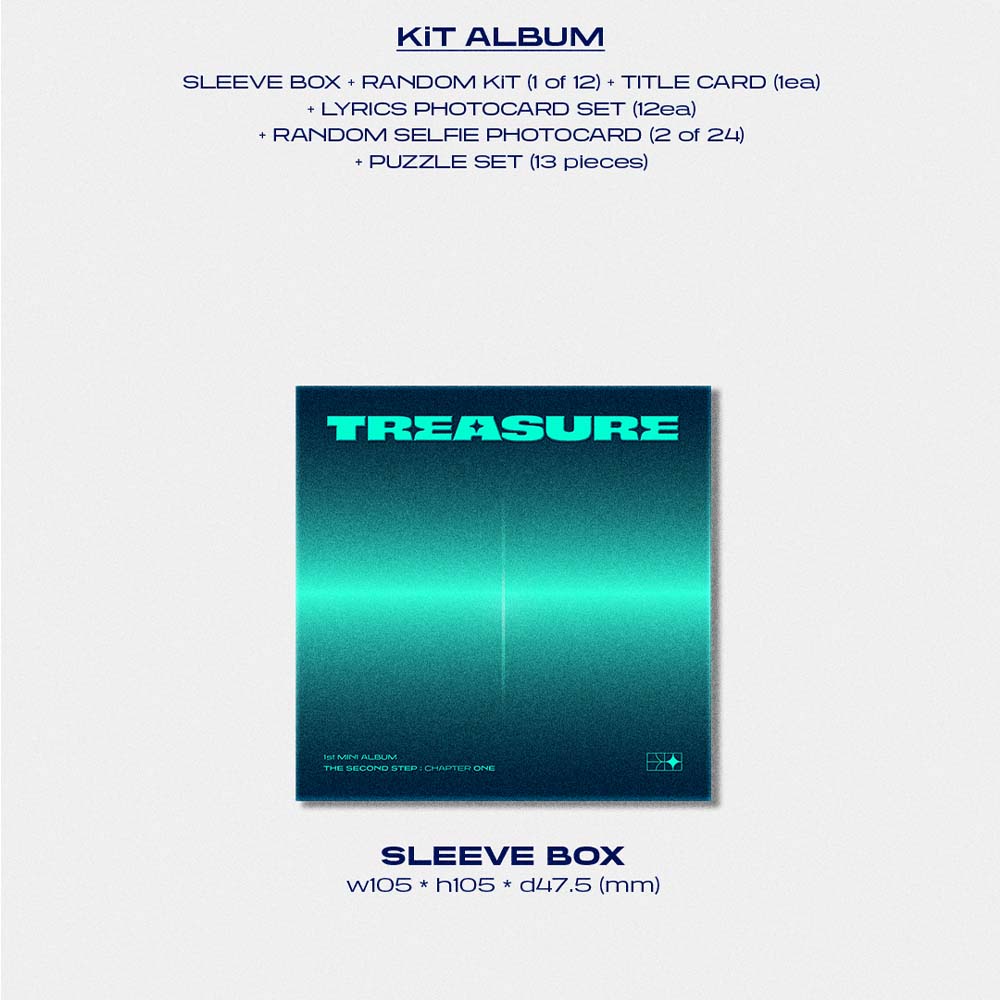 KiT ALBUM
SLEEVE BOX + RANDOM KiT (1 of 12) + TITLE CARD (1ea)
+ LYRICS PHOTOCARD SET (12ea)
+ RANDOM SELFIE PHOTOCARD (2 of 24)
+ PUZZLE SET (13 pieces)
TREASURE
1st MINI ALBUM
THE SECOND STEP : CHAPTER ONE
SLEEVE BOX
w105 * h105 * d47.5 (mm)